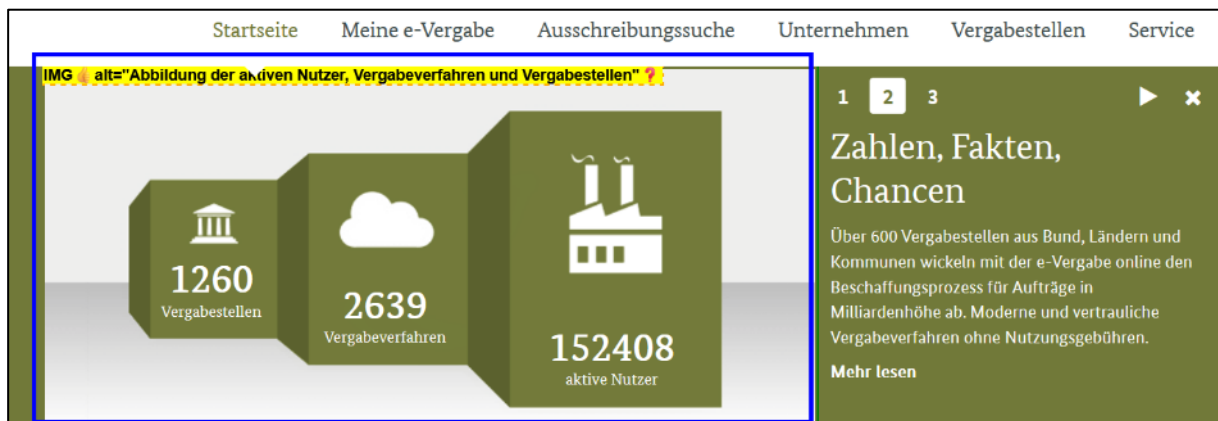 Startseite Meine e-Vergabe Ausschreibungssuche Unternehmen Vergabestellen Service
IMG 👍 alt="Abbildung der aktiven Nutzer, Vergabeverfahren und Vergabestellen" ❓
1260
Vergabestellen
2639
Vergabeverfahren
152408
aktive Nutzer
1 2 3
Zahlen, Fakten,
Chancen
Über 600 Vergabestellen aus Bund, Ländern und
Kommunen wickeln mit der e-Vergabe online den
Beschaffungsprozess für Aufträge in
Milliardenhöhe ab. Moderne und vertrauliche
Vergabeverfahren ohne Nutzungsgebühren.
Mehr lesen